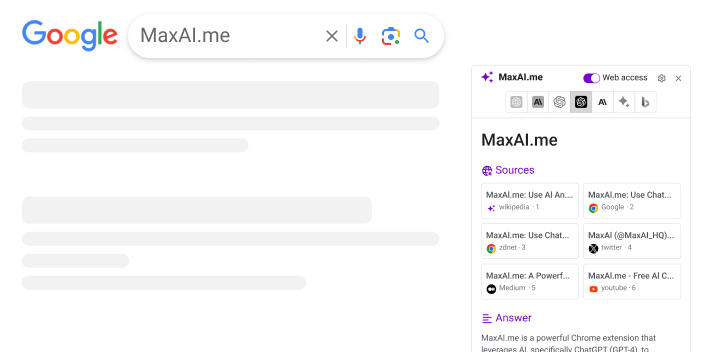 Google
MaxAI.me
MaxAI.me
Web access
MaxAI.me
Sources
MaxAI.me: Use AI An...
wikipedia · 1
MaxAI.me: Use Chat...
Google · 2
MaxAI.me: Use Chat...
zdnet · 3
MaxAI (@MaxAI_HQ)...
twitter · 4
MaxAI.me: A Powerf...
Medium · 5
MaxAI.me - Free AI C...
youtube · 6
Answer
MaxAI.me is a powerful Chrome extension that
leverages AI, specifically ChatGPT (GPT-4), to